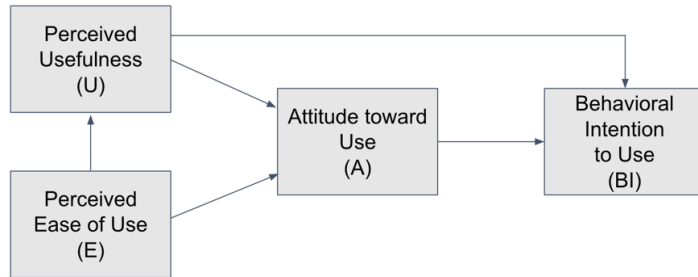 Perceived
Usefulness
(U)
Perceived
Ease of Use
(E)
Attitude toward
Use
(A)
Behavioral
Intention
to Use
(BI)